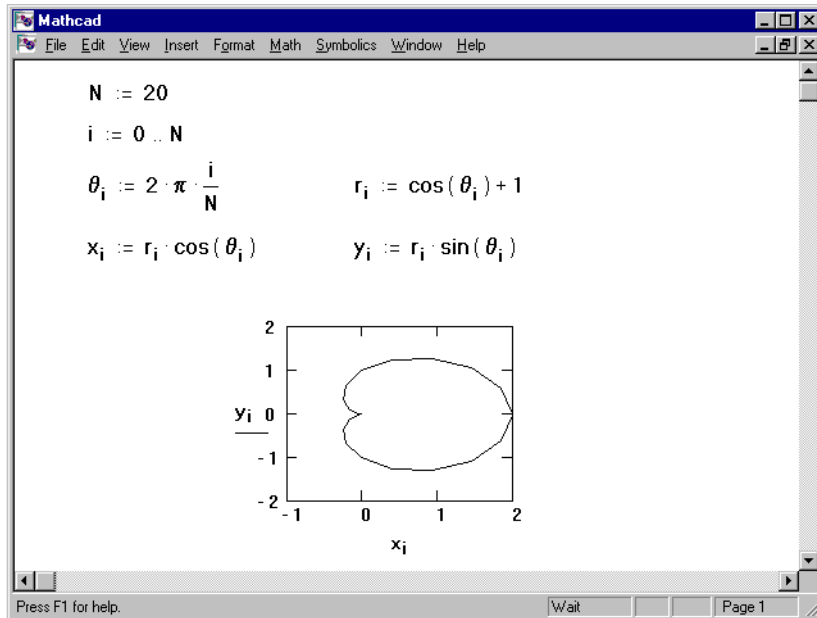 Mathcad
File Edit View Insert Format Math Symbolics Window Help
N := 20
i := 0 .. N
θi := 2 · π · i/N
ri := cos( θi ) + 1
xi := ri · cos( θi )
yi := ri · sin( θi )
2
1
yi 0
-1
-2
-1 0 1 2
xi
Press F1 for help. Wait Page 1